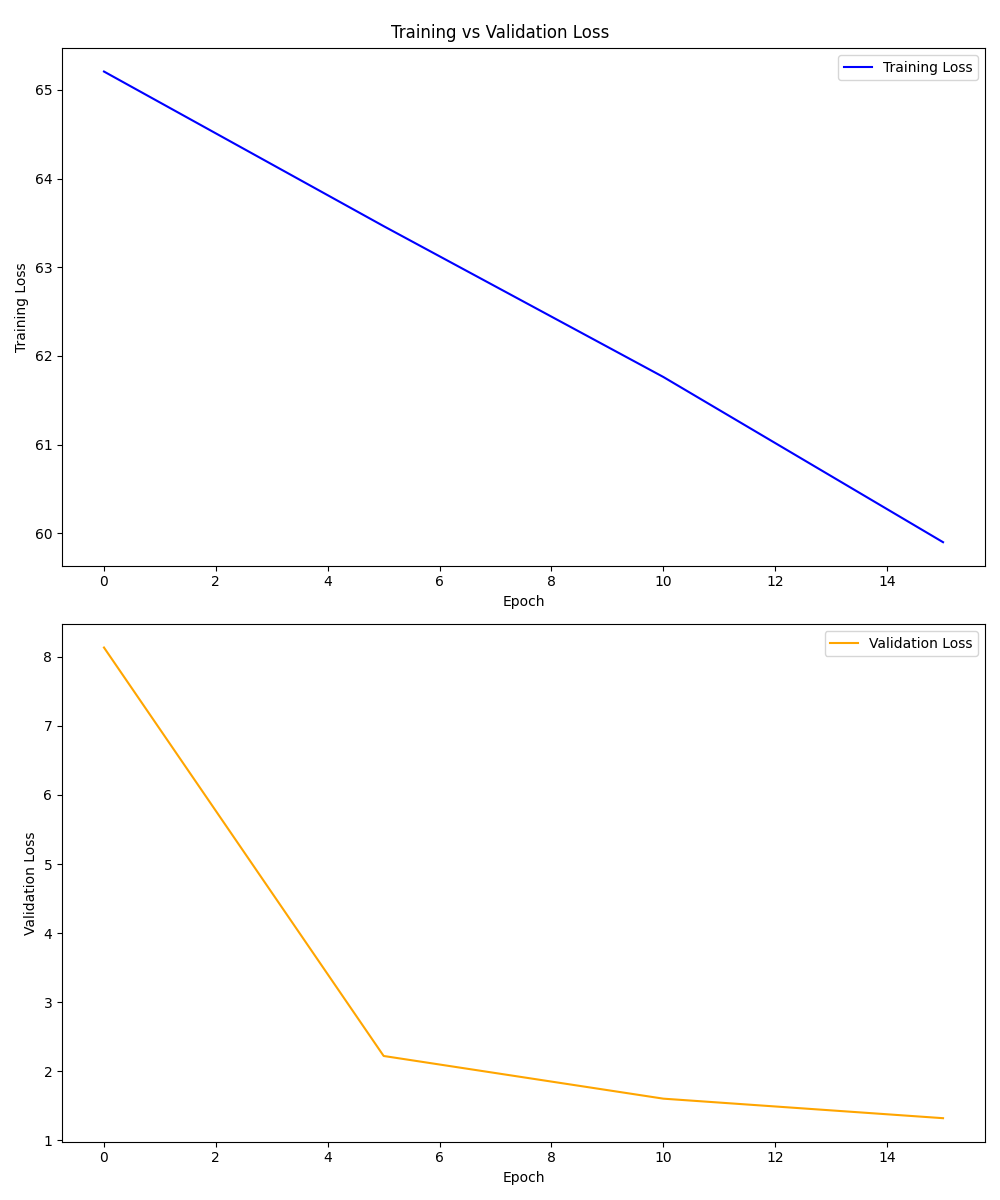 Training vs Validation Loss
Training Loss
65
64
63
62
61
60
Training Loss
0 2 4 6 8 10 12 14
Epoch
Validation Loss
8
7
6
5
4
3
2
1
Validation Loss
0 2 4 6 8 10 12 14
Epoch